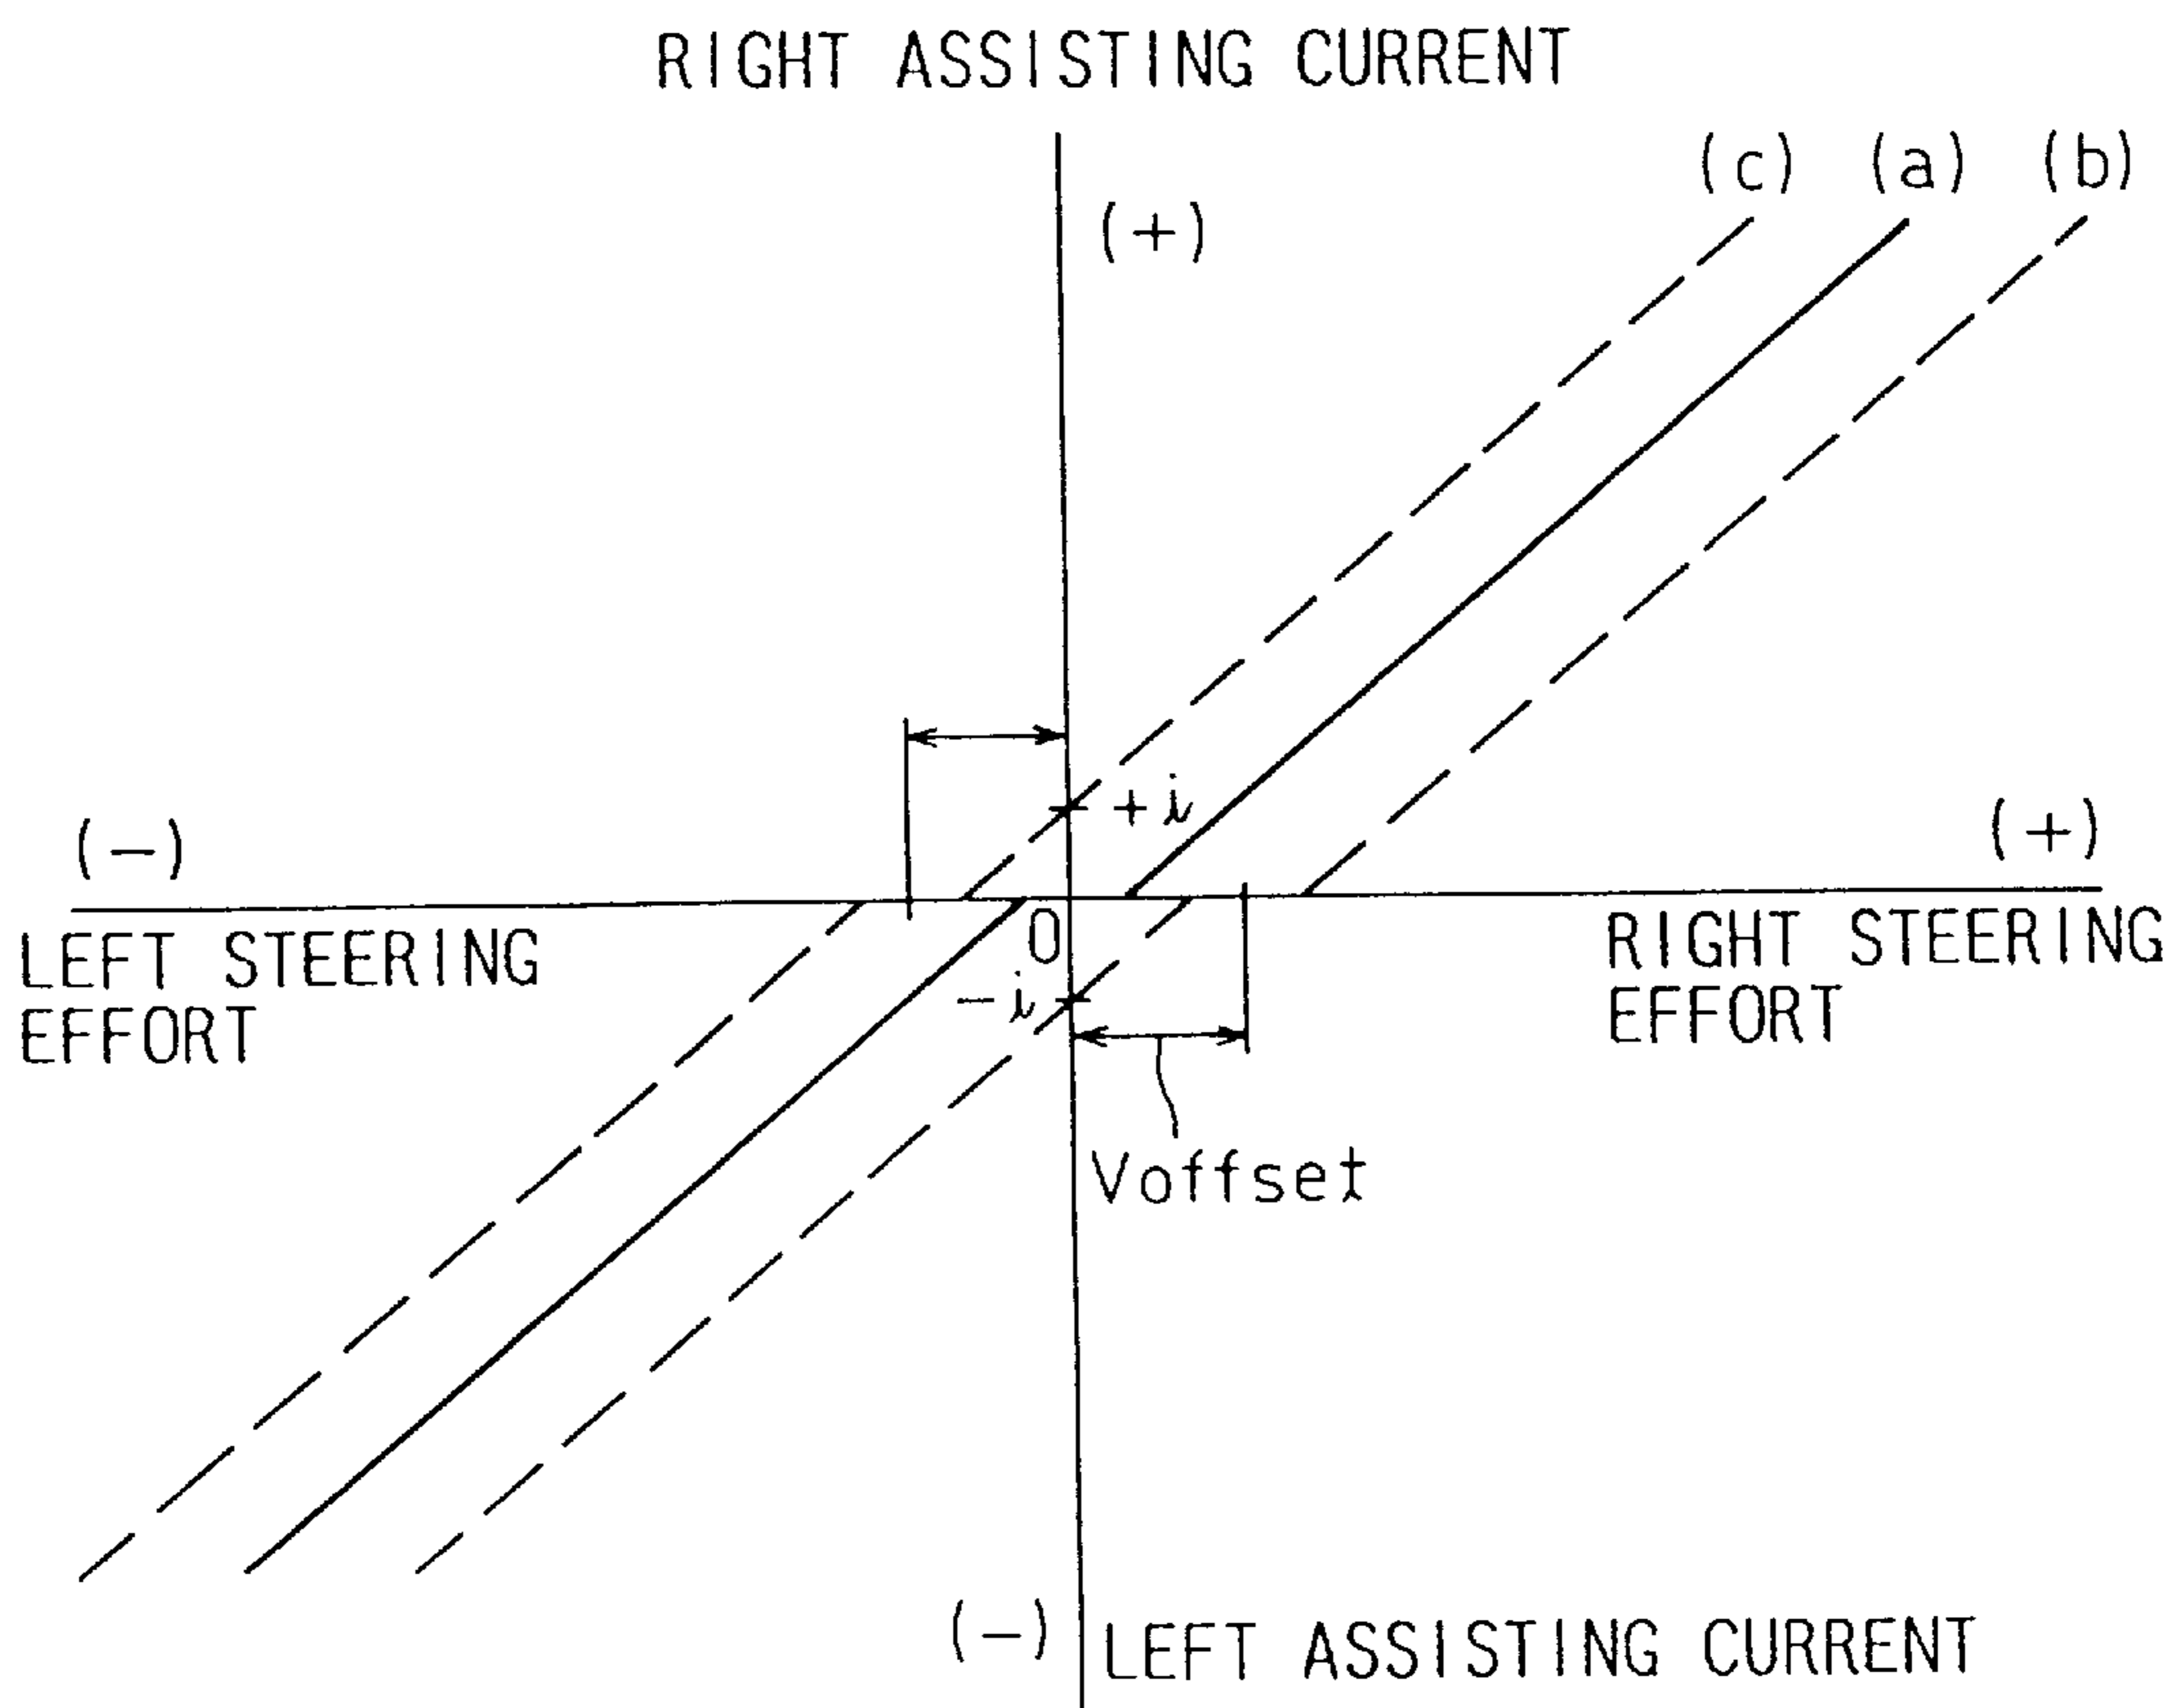 RIGHT ASSISTING CURRENT
(c) (a) (b)
(+)
+i
(-)
(+)
LEFT STEERING
EFFORT
0
RIGHT STEERING
EFFORT
-i
Voffset
(-)
LEFT ASSISTING CURRENT